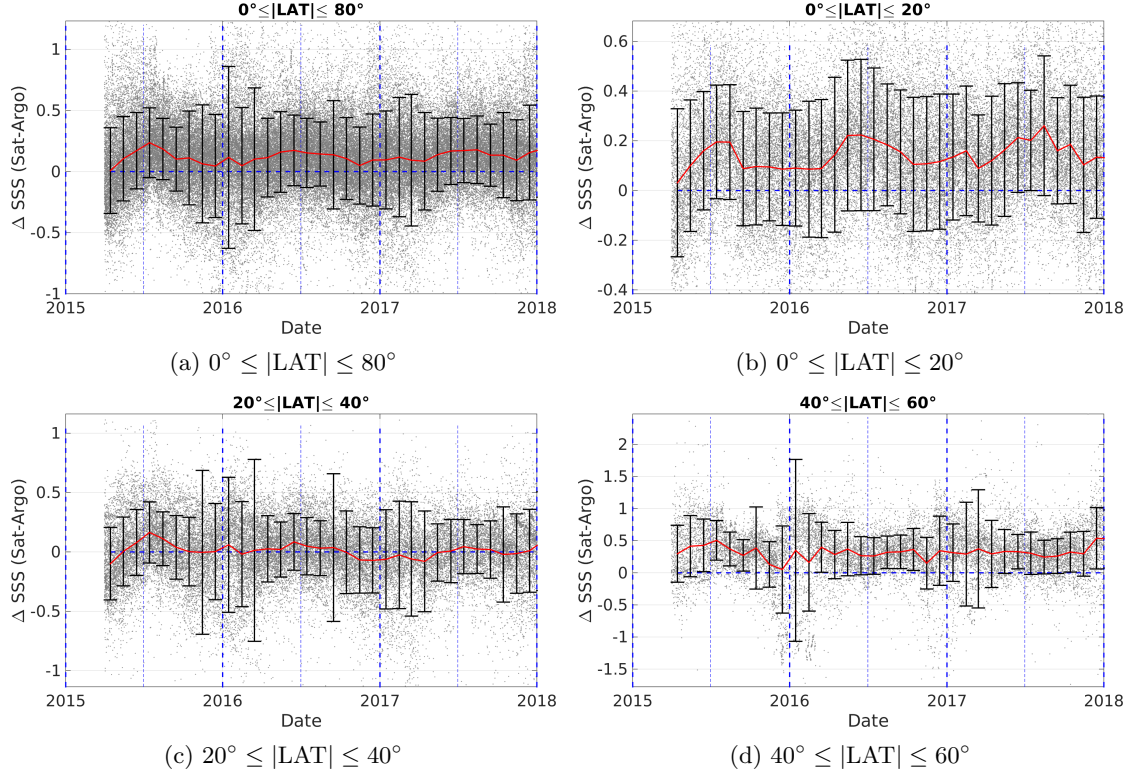 0°≤|LAT|≤ 80°
Δ SSS (Sat-Argo)
1
0.5
0
-0.5
-1
2015
2016
2017
2018
Date
(a) 0° ≤ |LAT| ≤ 80°
0°≤|LAT|≤ 20°
Δ SSS (Sat-Argo)
0.6
0.4
0.2
0
-0.2
-0.4
2015
2016
2017
2018
Date
(b) 0° ≤ |LAT| ≤ 20°
20°≤|LAT|≤ 40°
Δ SSS (Sat-Argo)
1
0.5
0
-0.5
-1
2015
2016
2017
2018
Date
(c) 20° ≤ |LAT| ≤ 40°
40°≤|LAT|≤ 60°
Δ SSS (Sat-Argo)
2
1.5
1
0.5
0
-0.5
-1
-1.5
2015
2016
2017
2018
Date
(d) 40° ≤ |LAT| ≤ 60°